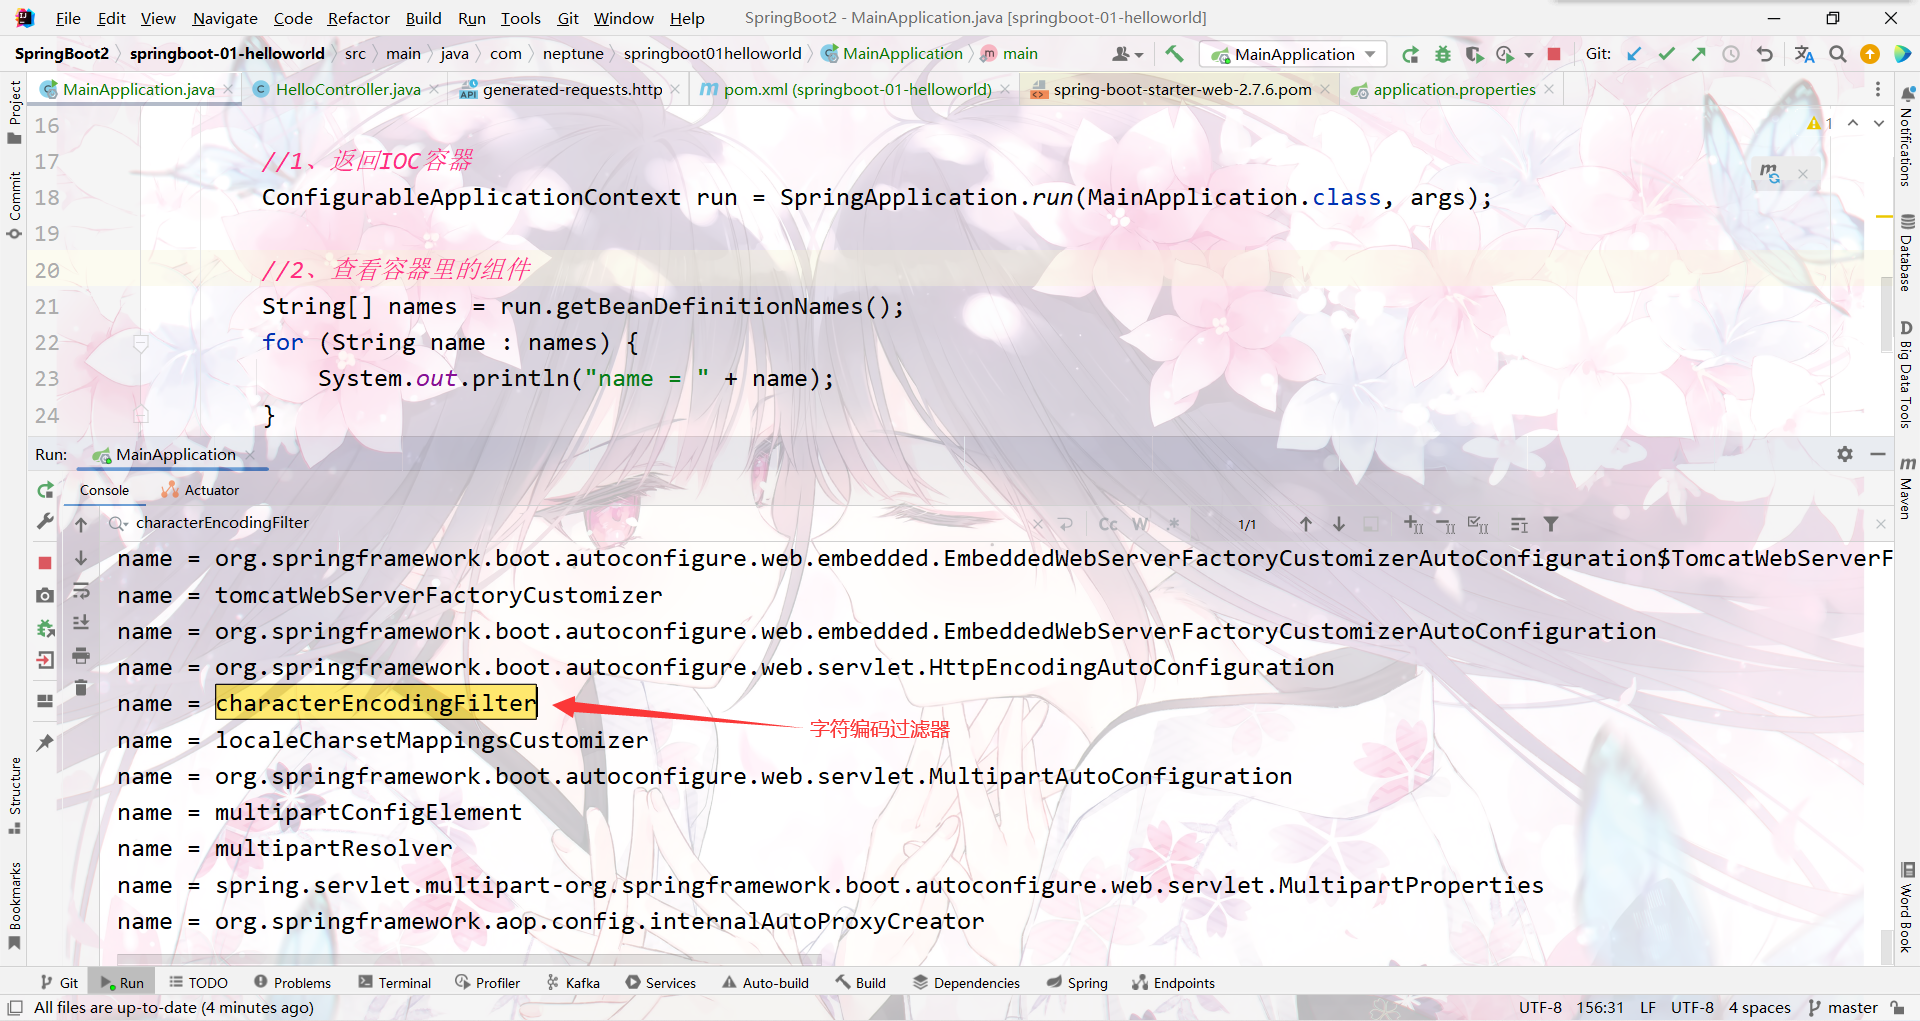 File Edit View Navigate Code Refactor Build Run Tools Git Window Help SpringBoot2 - MainApplication.java [springboot-01-helloworld]
SpringBoot2 springboot-01-helloworld src main java com neptune springboot01helloworld MainApplication main MainApplication Git:
MainApplication.java HelloController.java generated-requests.http pom.xml (springboot-01-helloworld) spring-boot-starter-web-2.7.6.pom application.properties
Project
Commit
Structure
Bookmarks
16
17 //1、返回IOC容器
18 ConfigurableApplicationContext run = SpringApplication.run(MainApplication.class, args);
19
20 //2、查看容器里的组件
21 String[] names = run.getBeanDefinitionNames();
22 for (String name : names) {
23 System.out.println("name = " + name);
24 }
1
Notifications
Database
Big Data Tools
Maven
Word Book
Run: MainApplication
Console Actuator
characterEncodingFilter Cc W .* 1/1
name = org.springframework.boot.autoconfigure.web.embedded.EmbeddedWebServerFactoryCustomizerAutoConfiguration$TomcatWebServerF
name = tomcatWebServerFactoryCustomizer
name = org.springframework.boot.autoconfigure.web.embedded.EmbeddedWebServerFactoryCustomizerAutoConfiguration
name = org.springframework.boot.autoconfigure.web.servlet.HttpEncodingAutoConfiguration
name = characterEncodingFilter
字符编码过滤器
name = localeCharsetMappingsCustomizer
name = org.springframework.boot.autoconfigure.web.servlet.MultipartAutoConfiguration
name = multipartConfigElement
name = multipartResolver
name = spring.servlet.multipart-org.springframework.boot.autoconfigure.web.servlet.MultipartProperties
name = org.springframework.aop.config.internalAutoProxyCreator
Git Run TODO Problems Terminal Profiler Kafka Services Auto-build Build Dependencies Spring Endpoints
All files are up-to-date (4 minutes ago) UTF-8 156:31 LF UTF-8 4 spaces master